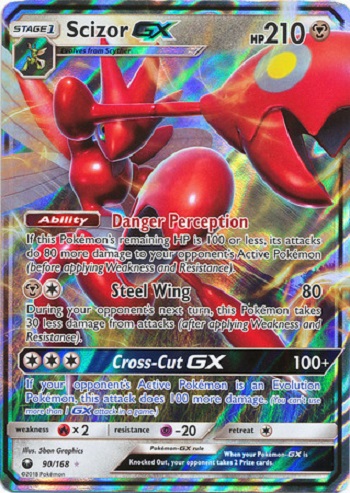 STAGE1 Scizor GX HP210
Evolves from Scyther
Ability Danger Perception
If this Pokémon's remaining HP is 100 or less, its attacks
do 80 more damage to your opponent's Active Pokémon
(before applying Weakness and Resistance).
Steel Wing 80
During your opponent's next turn, this Pokémon takes
30 less damage from attacks (after applying Weakness and
Resistance).
Cross-Cut GX 100+
If your opponent's Active Pokémon is an Evolution
Pokémon, this attack does 100 more damage. (You can't use
more than 1 GX attack in a game.)
weakness x2 resistance -20 retreat
Illus. 5ban Graphics
90/168
©2018 Pokémon
Pokémon-GX rule
When your Pokémon-GX is
Knocked Out, your opponent takes 2 Prize cards.